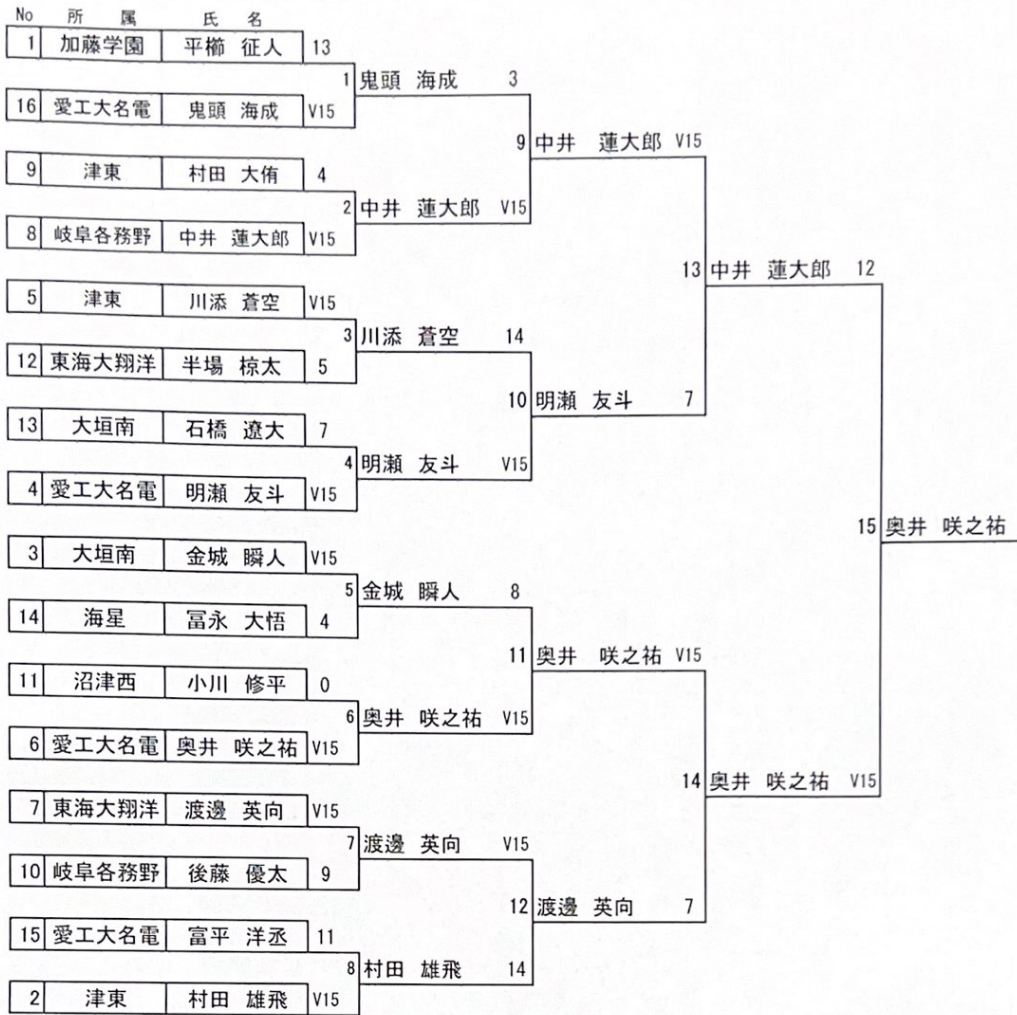 No 所属 氏名
1 加藤学園 平櫛 征人 13
1 鬼頭 海成 3
16 愛工大名電 鬼頭 海成 V15
9 中井 蓮大郎 V15
9 津東 村田 大侑 4
2 中井 蓮大郎 V15
8 岐阜各務野 中井 蓮大郎 V15
13 中井 蓮大郎 12
5 津東 川添 蒼空 V15
3 川添 蒼空 14
12 東海大翔洋 半場 椋太 5
10 明瀬 友斗 7
13 大垣南 石橋 遼大 7
4 明瀬 友斗 V15
4 愛工大名電 明瀬 友斗 V15
15 奥井 咲之祐
3 大垣南 金城 瞬人 V15
5 金城 瞬人 8
14 海星 冨永 大悟 4
11 奥井 咲之祐 V15
11 沼津西 小川 修平 0
6 奥井 咲之祐 V15
6 愛工大名電 奥井 咲之祐 V15
14 奥井 咲之祐 V15
7 東海大翔洋 渡邊 英向 V15
7 渡邊 英向 V15
10 岐阜各務野 後藤 優太 9
12 渡邊 英向 7
15 愛工大名電 富平 洋丞 11
8 村田 雄飛 14
2 津東 村田 雄飛 V15